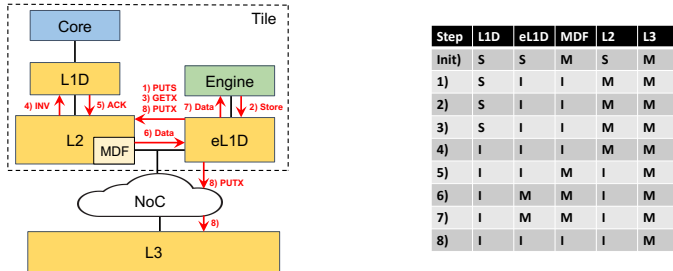 Tile
Core
L1D
Engine
1) PUTS
3) GETX
8) PUTX
7) Data
2) Store
4) INV
5) ACK
L2
MDF
6) Data
eL1D
8) PUTX
NoC
8)
L3
Step L1D eL1D MDF L2 L3
Init) S S M S M
1) S I I M M
2) S I I M M
3) S I I M M
4) I I I M M
5) I I M I M
6) I M M I M
7) I M M I M
8) I I I I M